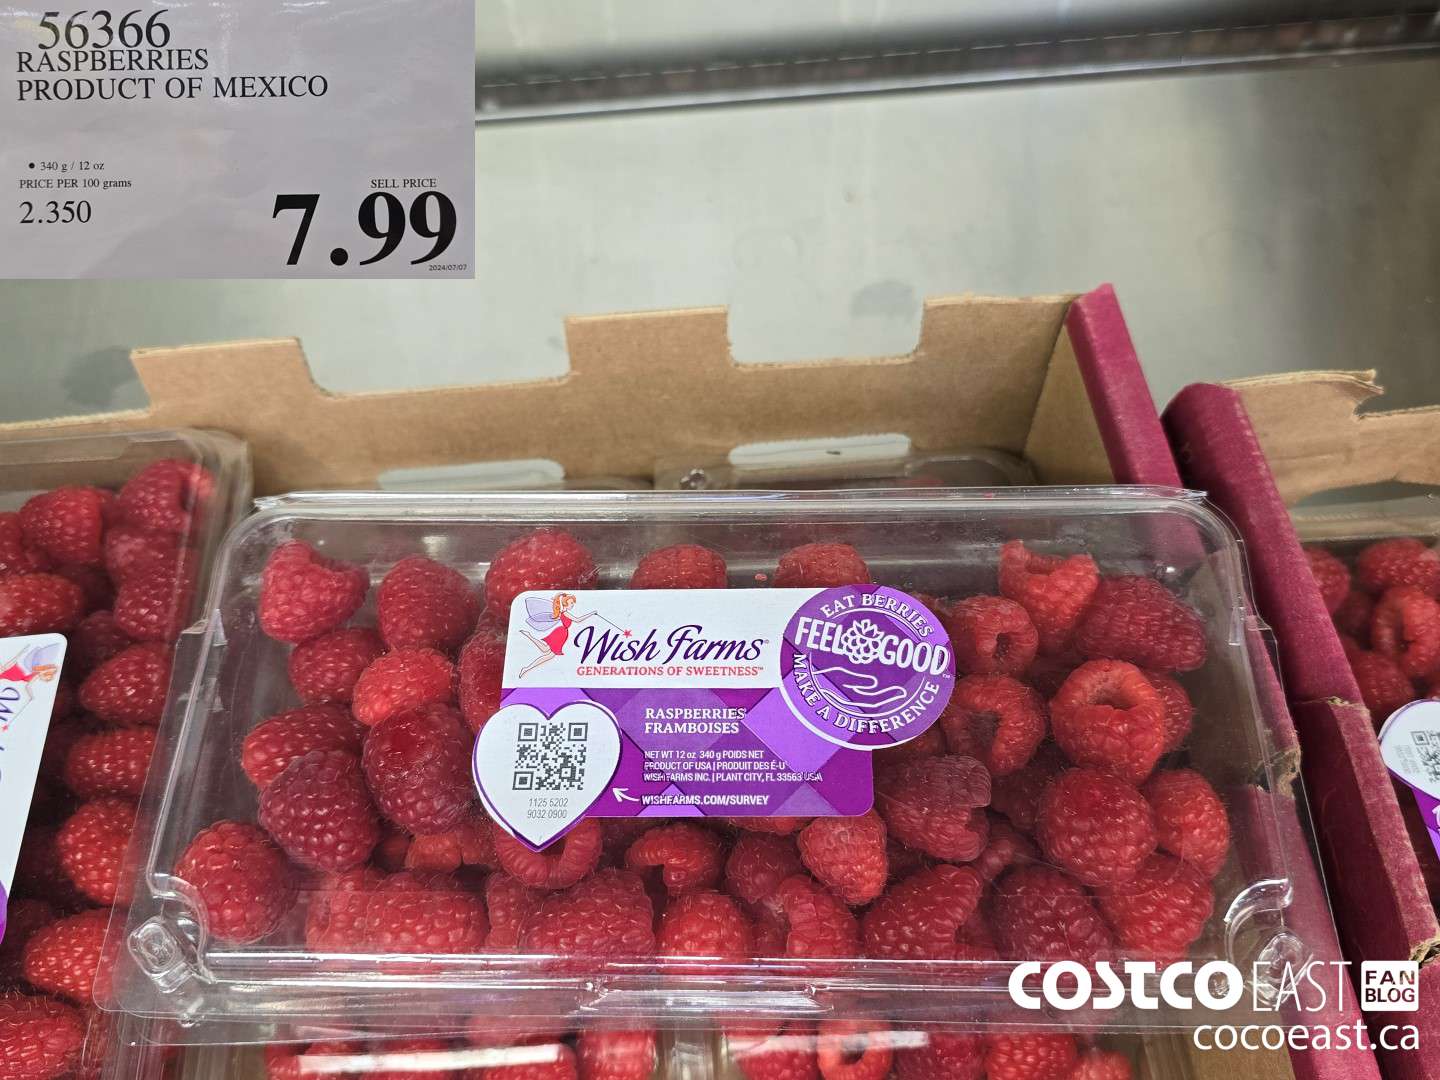 56366
RASPBERRIES
PRODUCT OF MEXICO
• 340 g / 12 oz
PRICE PER 100 grams
2.350
SELL PRICE
7.99
2024/07/07
Wish Farms®
GENERATIONS OF SWEETNESS™
EAT BERRIES
FEEL GOOD™
MAKE A DIFFERENCE
RASPBERRIES
FRAMBOISES
NET WT 12 oz 340 g POIDS NET
PRODUCT OF USA | PRODUIT DES É-U
WISH FARMS INC. | PLANT CITY, FL 33563 USA
WISHFARMS.COM/SURVEY
1125 5202
9032 0900
COSTCO EAST FAN
BLOG
cocoeast.ca